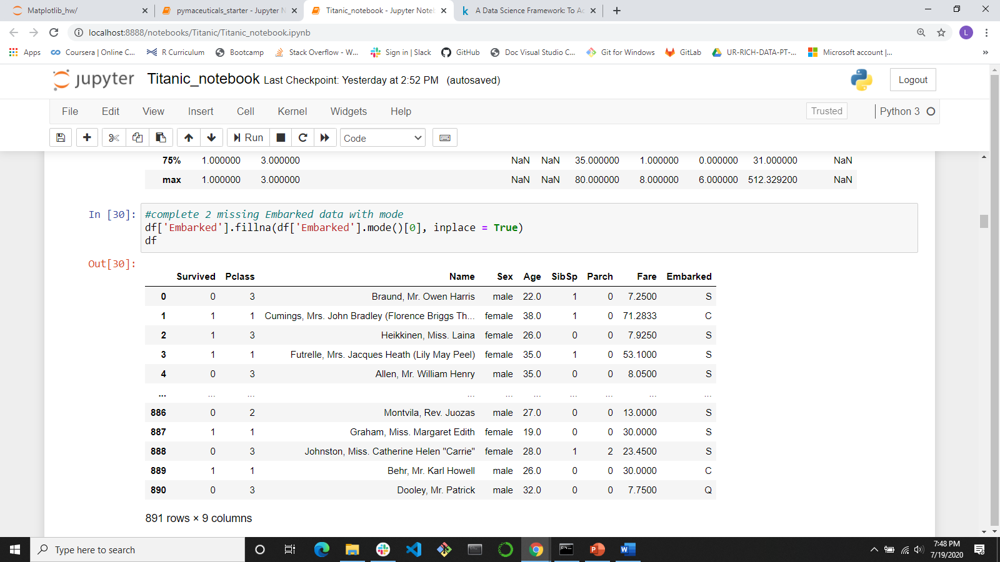 Matplotlib_hw/
pymaceuticals_starter - Jupyter N
Titanic_notebook - Jupyter Noteb
A Data Science Framework: To Ac
localhost:8888/notebooks/Titanic/Titanic_notebook.ipynb
L
Apps
Coursera | Online C...
R Curriculum
Bootcamp
Stack Overflow - W...
Sign in | Slack
GitHub
Doc Visual Studio C...
Git for Windows
GitLab
UR-RICH-DATA-PT-...
Microsoft account |...
»
jupyter Titanic_notebook Last Checkpoint: Yesterday at 2:52 PM (autosaved)
Logout
File Edit View Insert Cell Kernel Widgets Help
Trusted
Python 3
Run
Code
75% 1.000000 3.000000 NaN NaN 35.000000 1.000000 0.000000 31.000000 NaN
max 1.000000 3.000000 NaN NaN 80.000000 8.000000 6.000000 512.329200 NaN
In [30]:
#complete 2 missing Embarked data with mode
df['Embarked'].fillna(df['Embarked'].mode()[0], inplace = True)
df
Out[30]:
Survived Pclass Name Sex Age SibSp Parch Fare Embarked
0 0 3 Braund, Mr. Owen Harris male 22.0 1 0 7.2500 S
1 1 1 Cumings, Mrs. John Bradley (Florence Briggs Th... female 38.0 1 0 71.2833 C
2 1 3 Heikkinen, Miss. Laina female 26.0 0 0 7.9250 S
3 1 1 Futrelle, Mrs. Jacques Heath (Lily May Peel) female 35.0 1 0 53.1000 S
4 0 3 Allen, Mr. William Henry male 35.0 0 0 8.0500 S
... ... ... ... ... ... ... ... ... ...
886 0 2 Montvila, Rev. Juozas male 27.0 0 0 13.0000 S
887 1 1 Graham, Miss. Margaret Edith female 19.0 0 0 30.0000 S
888 0 3 Johnston, Miss. Catherine Helen "Carrie" female 28.0 1 2 23.4500 S
889 1 1 Behr, Mr. Karl Howell male 26.0 0 0 30.0000 C
890 0 3 Dooley, Mr. Patrick male 32.0 0 0 7.7500 Q
891 rows × 9 columns
Type here to search
7:48 PM
7/19/2020